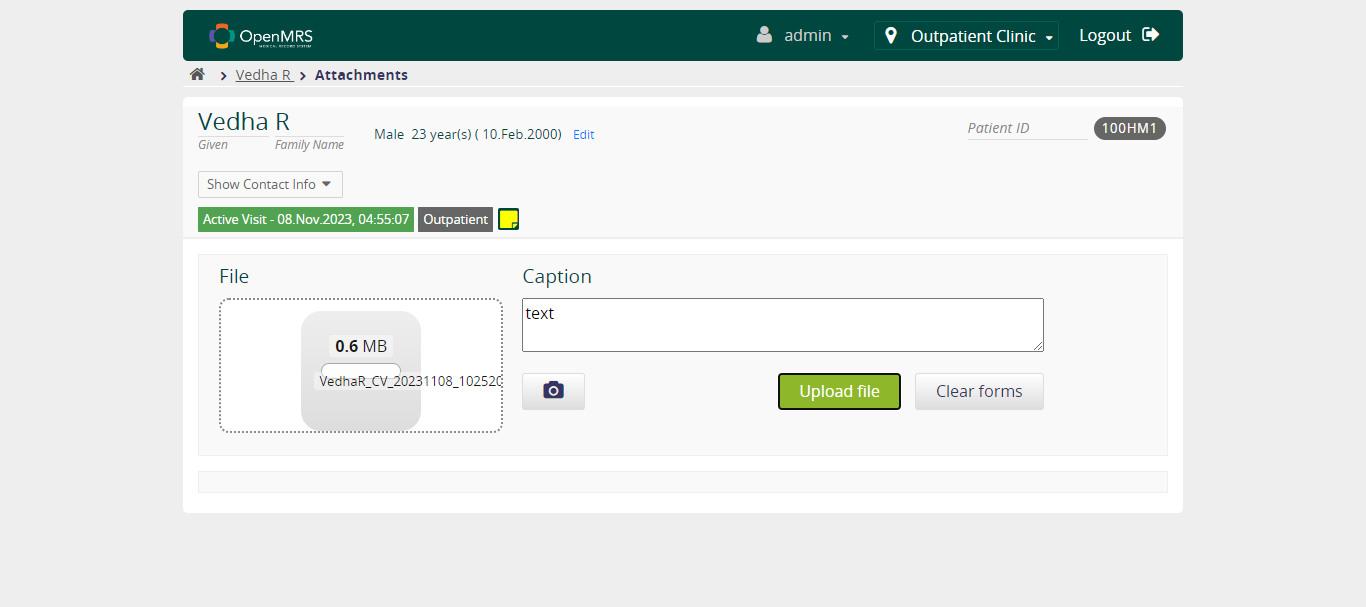 OpenMRS
MEDICAL RECORD SYSTEM
admin
Outpatient Clinic
Logout
Vedha R
Attachments
Vedha R
Given
Family Name
Male 23 year(s) ( 10.Feb.2000)
Edit
Patient ID
100HM1
Show Contact Info
Active Visit - 08.Nov.2023, 04:55:07
Outpatient
File
Caption
0.6 MB
VedhaR_CV_20231108_102520
text
Upload file
Clear forms